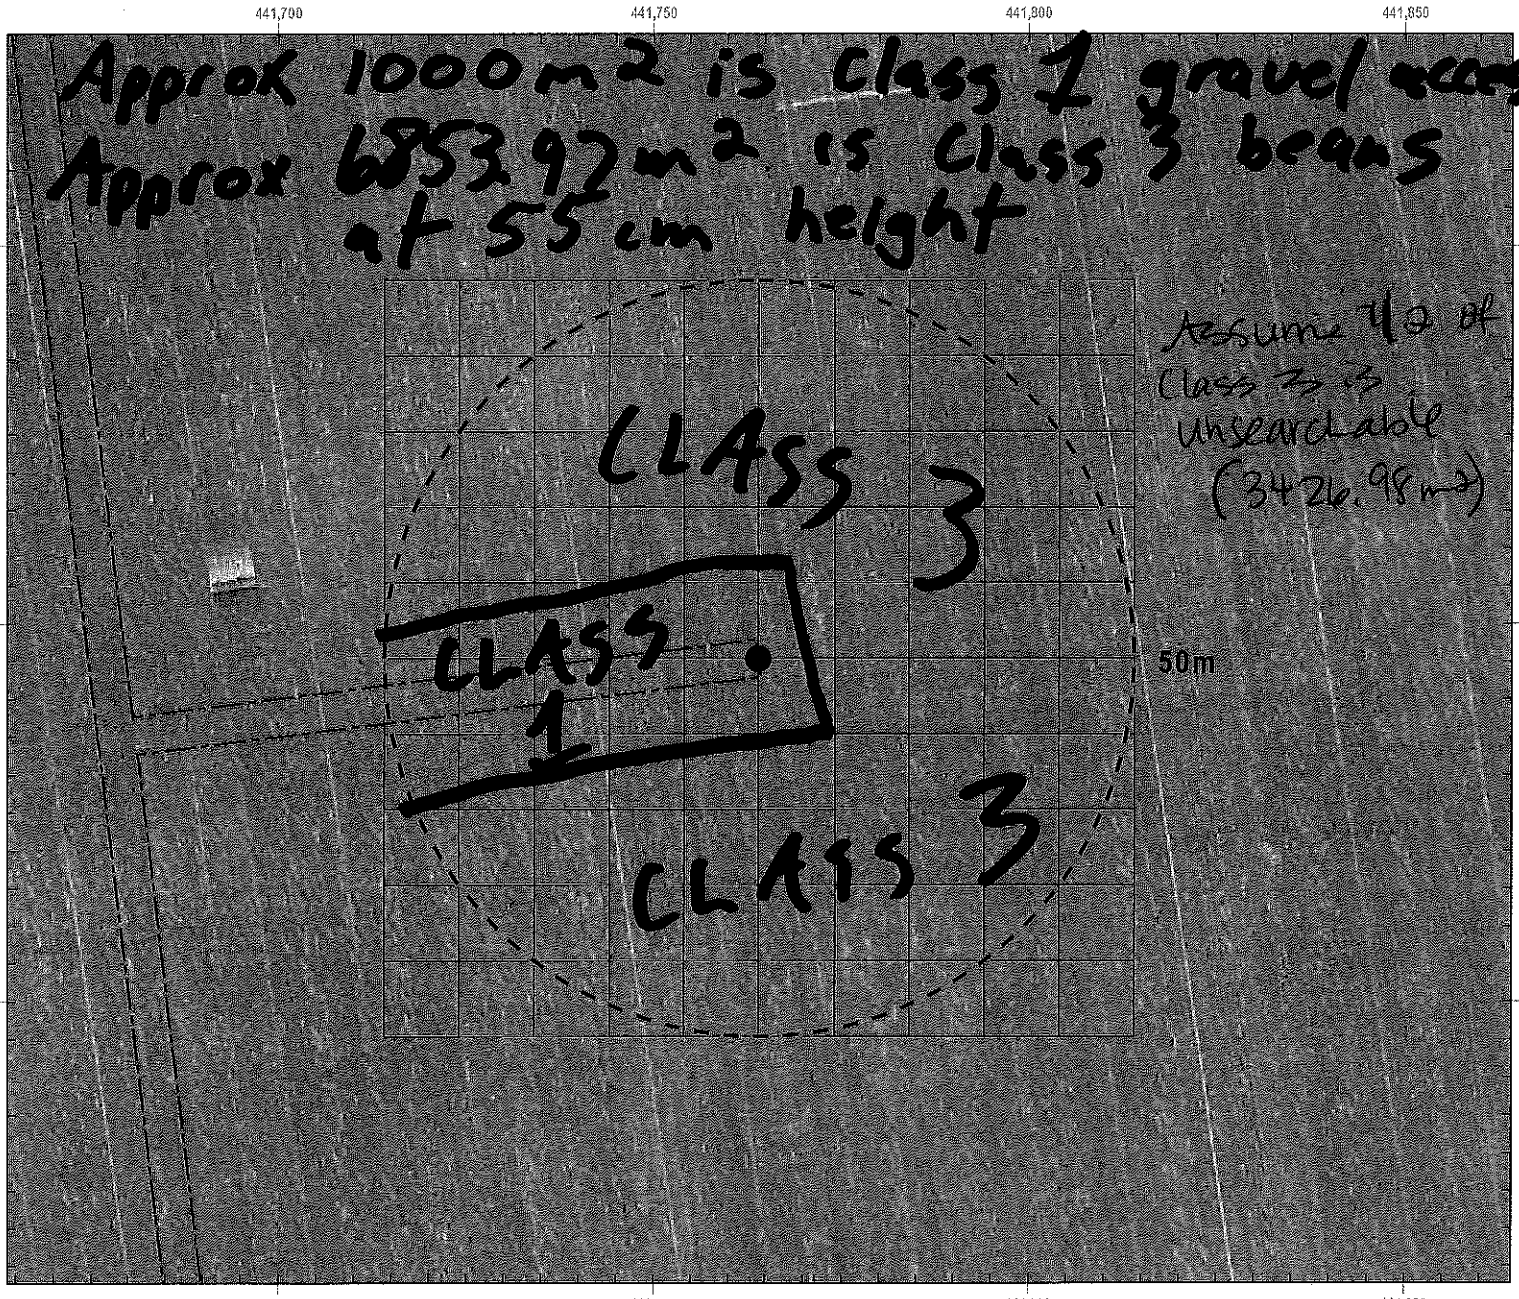 441,700 441,750 441,800 441,850
Approx 1000m2 is Class 1 gravel acces
Approx 6853.97m2 is Class 3 beans
at 55cm height
Assume 1/2 of
Class 3 is
unsearchable
(3426.98m2)
CLASS 3
CLASS
1
50m
CLASS 3